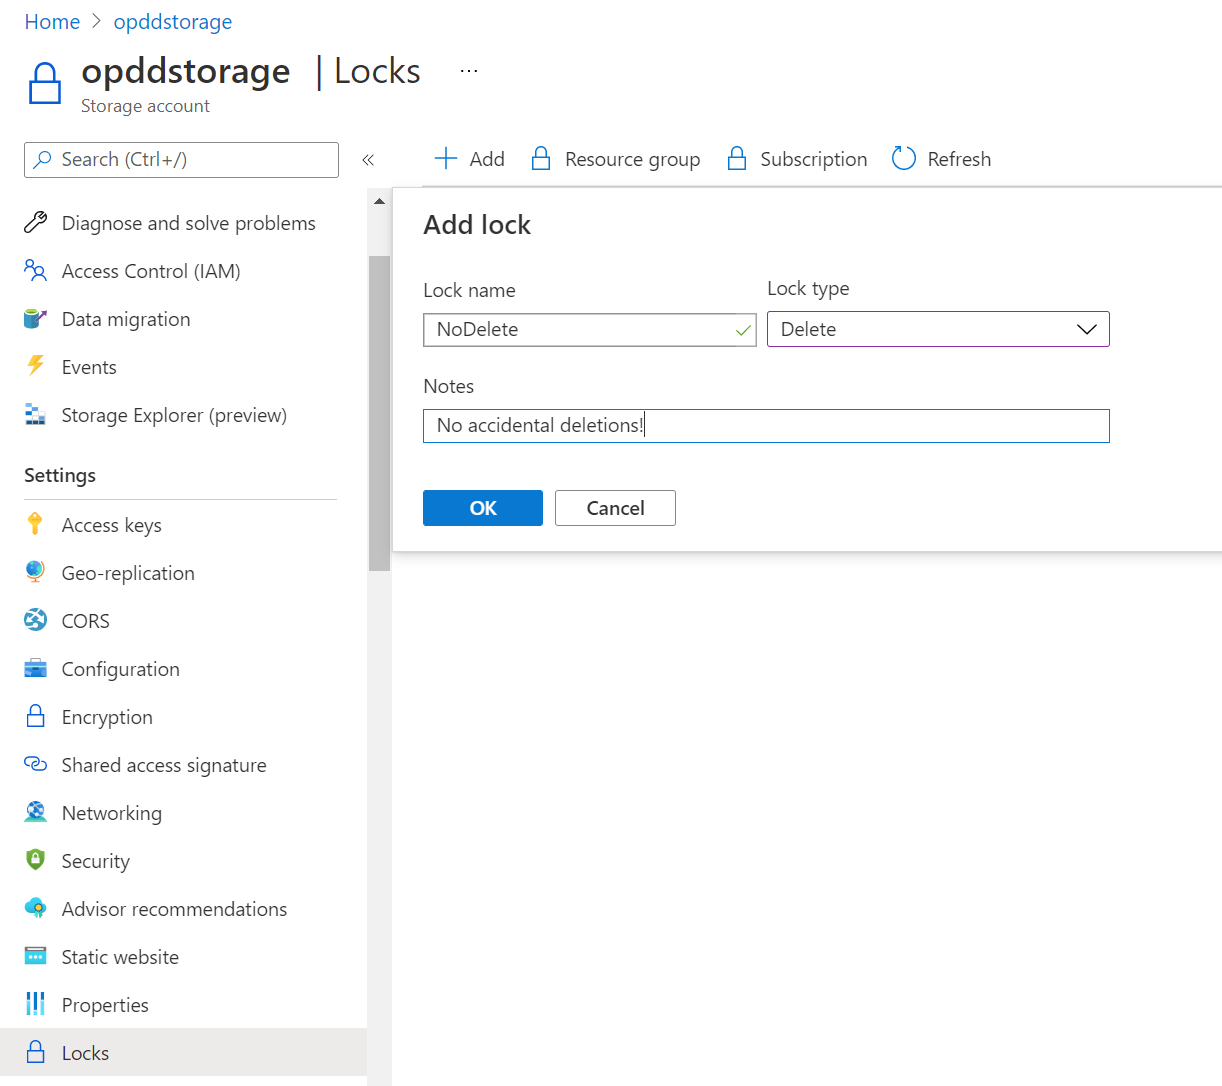 Home > opddstorage
opddstorage | Locks ...
Storage account
Search (Ctrl+/) «
Diagnose and solve problems
Access Control (IAM)
Data migration
Events
Storage Explorer (preview)
Settings
Access keys
Geo-replication
CORS
Configuration
Encryption
Shared access signature
Networking
Security
Advisor recommendations
Static website
Properties
Locks
+ Add Resource group Subscription Refresh
Add lock
Lock name Lock type
NoDelete Delete
Notes
No accidental deletions!
OK Cancel